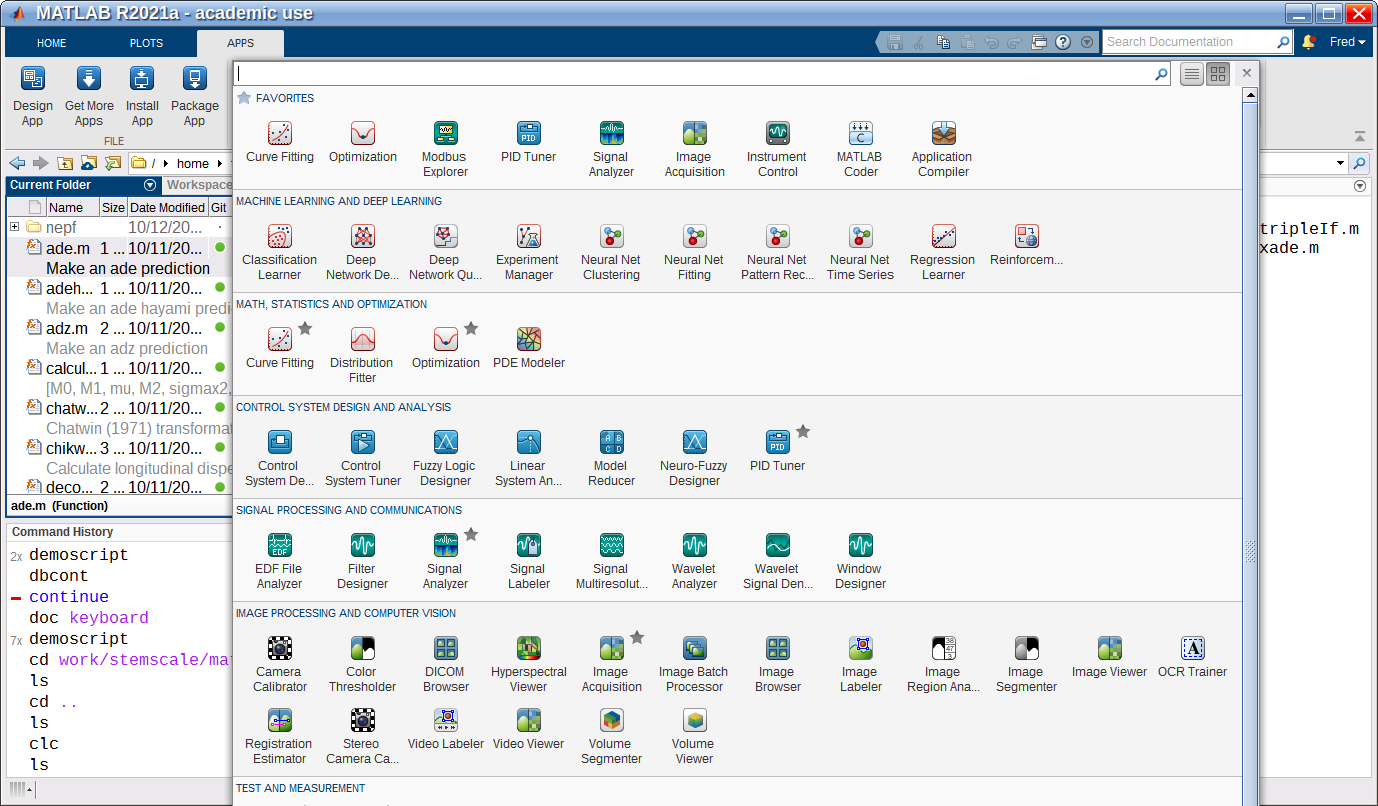 MATLAB R2021a - academic use
HOME PLOTS APPS
Search Documentation
Fred
Design App
Get More Apps
Install App
Package App
FILE
/ home
Current Folder
Workspace
Name Size Date Modified Git
nepf 10/12/20...
ade.m 1 ... 10/11/20...
Make an ade prediction
adeh... 1 ... 10/11/20...
Make an ade hayami predi
adz.m 2 ... 10/11/20...
Make an adz prediction
calcul... 1 ... 10/11/20...
[M0, M1, mu, M2, sigmax2,
chatw... 2 ... 10/11/20...
Chatwin (1971) transformat
chikw... 3 ... 10/11/20...
Calculate longitudinal dispe
deco... 2 ... 10/11/20...
ade.m (Function)
Command History
2x demoscript
dbcont
continue
doc keyboard
7x demoscript
cd work/stemscale/mat
ls
cd ..
ls
clc
ls
FAVORITES
Curve Fitting
Optimization
Modbus Explorer
PID Tuner
Signal Analyzer
Image Acquisition
Instrument Control
MATLAB Coder
Application Compiler
MACHINE LEARNING AND DEEP LEARNING
Classification Learner
Deep Network De...
Deep Network Qu...
Experiment Manager
Neural Net Clustering
Neural Net Fitting
Neural Net Pattern Rec...
Neural Net Time Series
Regression Learner
Reinforcem...
MATH, STATISTICS AND OPTIMIZATION
Curve Fitting
Distribution Fitter
Optimization
PDE Modeler
CONTROL SYSTEM DESIGN AND ANALYSIS
Control System De...
Control System Tuner
Fuzzy Logic Designer
Linear System An...
Model Reducer
Neuro-Fuzzy Designer
PID Tuner
SIGNAL PROCESSING AND COMMUNICATIONS
EDF File Analyzer
Filter Designer
Signal Analyzer
Signal Labeler
Signal Multiresolut...
Wavelet Analyzer
Wavelet Signal Den...
Window Designer
IMAGE PROCESSING AND COMPUTER VISION
Camera Calibrator
Color Thresholder
DICOM Browser
Hyperspectral Viewer
Image Acquisition
Image Batch Processor
Image Browser
Image Labeler
Image Region Ana...
Image Segmenter
Image Viewer
OCR Trainer
Registration Estimator
Stereo Camera Ca...
Video Labeler
Video Viewer
Volume Segmenter
Volume Viewer
TEST AND MEASUREMENT
tripleIf.m
xade.m